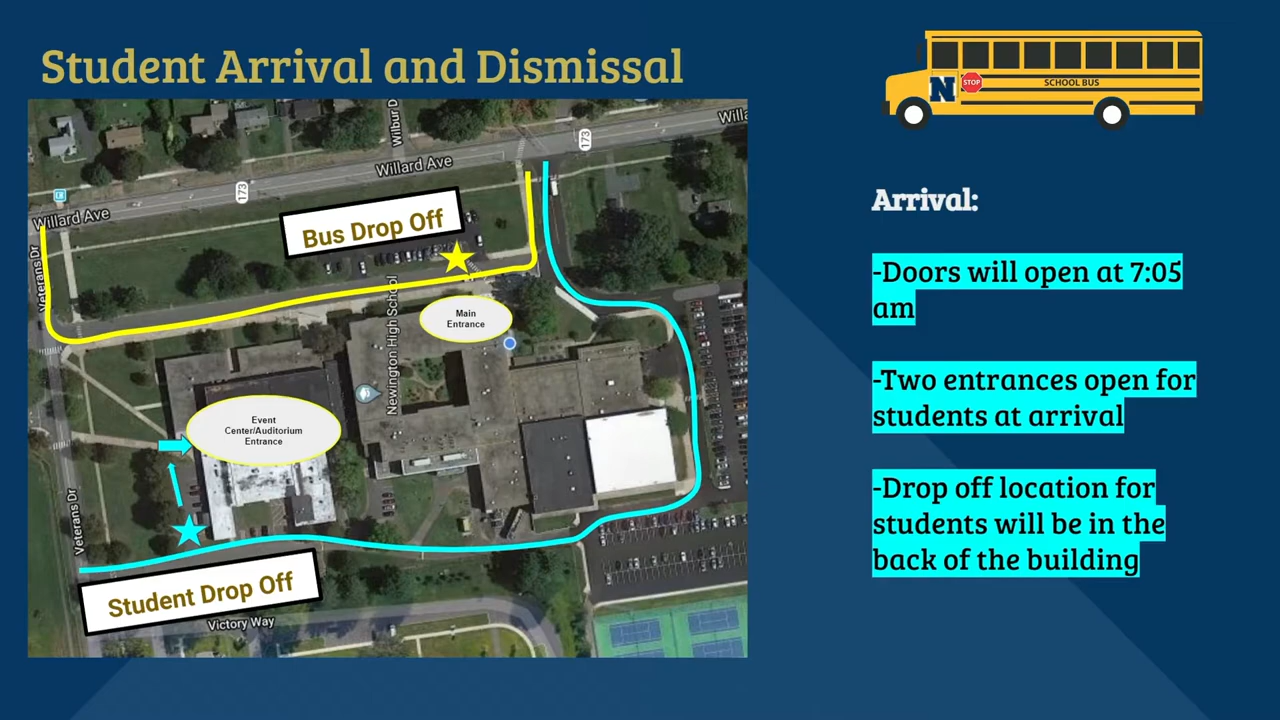 Student Arrival and Dismissal
N
STOP
SCHOOL BUS
Willard Ave
173
Willard Ave
173
Willard Ave
Veterans Dr
Bus Drop Off
Main
Entrance
Newington High School
Event
Center/Auditorium
Entrance
Veterans Dr
Student Drop Off
Victory Way
Arrival:
-Doors will open at 7:05
am
-Two entrances open for
students at arrival
-Drop off location for
students will be in the
back of the building